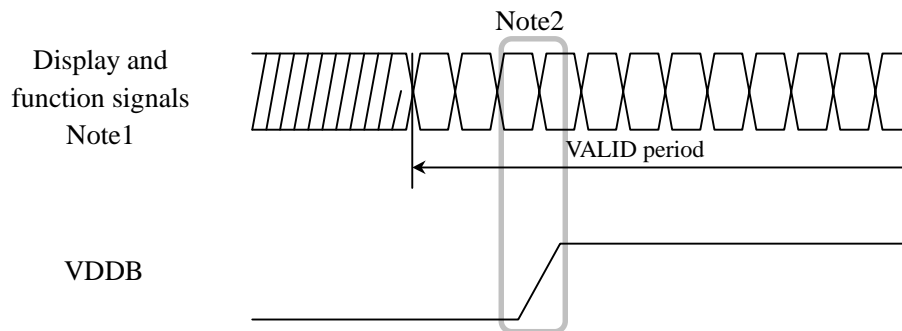 Note2
Display and
function signals
Note1
VALID period
VDDB